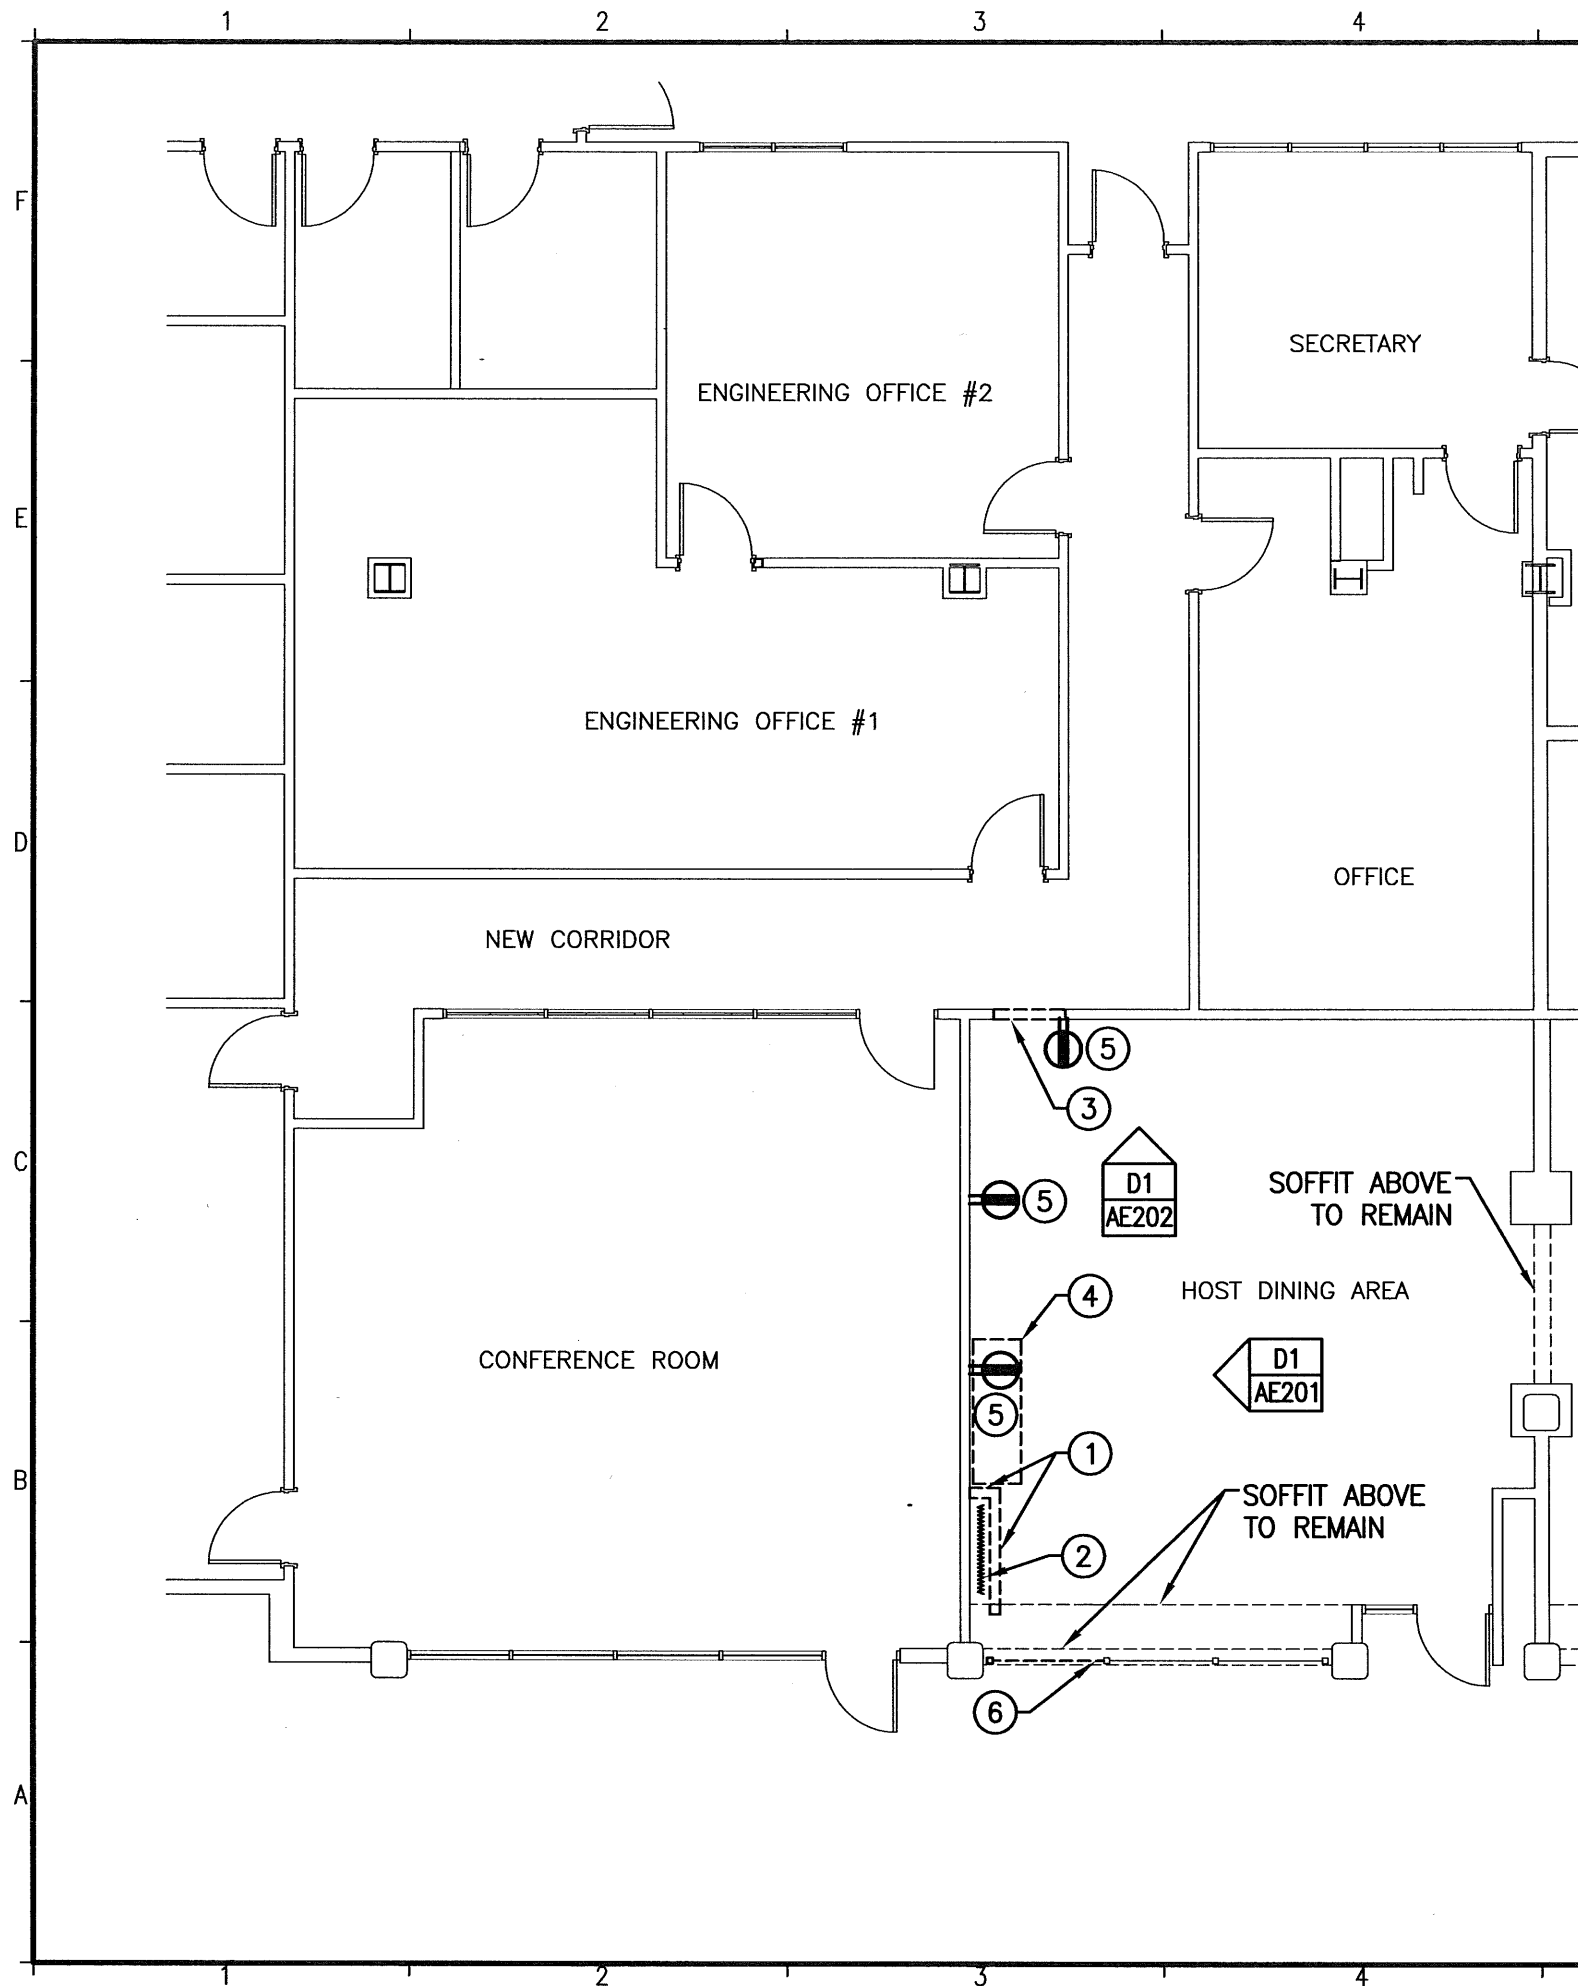 1 2 3 4
F
SECRETARY
ENGINEERING OFFICE #2
E
ENGINEERING OFFICE #1
D
OFFICE
NEW CORRIDOR
5
3
C
D1
AE202
SOFFIT ABOVE
TO REMAIN
5
4
HOST DINING AREA
CONFERENCE ROOM
D1
AE201
5
1
B
SOFFIT ABOVE
TO REMAIN
2
6
A
1 2 3 4